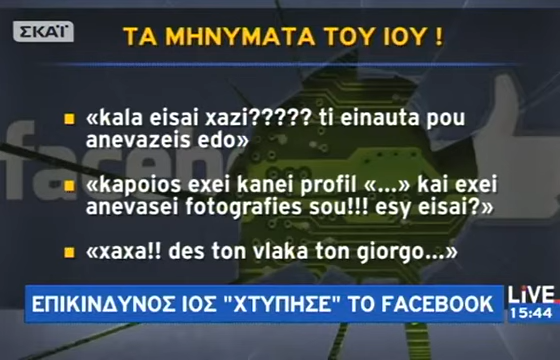 ΣΚΑΪ
ΤΑ ΜΗΝΥΜΑΤΑ ΤΟΥ ΙΟΥ !
«kala eisai xazi????? ti einauta pou
anevazeis edo»
faceb
«kapoios exei kanei profil «...» kai exei
anevasei fotografies sou!!! esy eisai?»
«xaxa!! des ton vlaka ton giorgo...»
ΕΠΙΚΙΝΔΥΝΟΣ ΙΟΣ "ΧΤΥΠΗΣΕ" ΤΟ FACEBOOK
LiVE
15:44